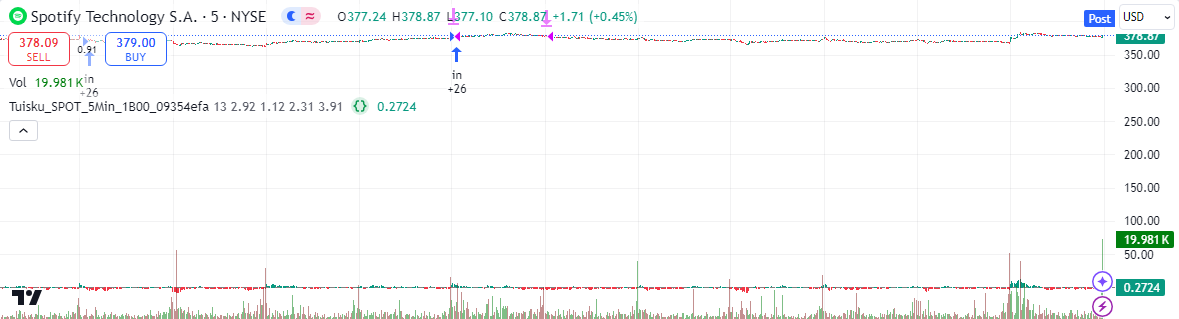 Spotify Technology S.A. · 5 · NYSE O377.24 H378.87 L377.10 C378.87 +1.71 (+0.45%)
Post USD
378.09 SELL 0.91 379.00 BUY
378.87
350.00
Vol 19.981 K
in
+26
in
+26
300.00
Tuisku_SPOT_5Min_1B00_09354efa 13 2.92 1.12 2.31 3.91 {} 0.2724
250.00
200.00
150.00
100.00
19.981 K
50.00
0.2724